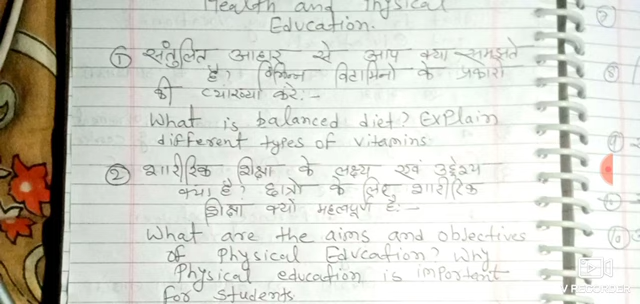 Health and Physical
Education.
① संतुलित आहार से आप क्या समझते
है? विभिन्न विटामिनो के प्रकारो
की व्याख्या करे:-
What is balanced diet? Explain
different types of vitamins.
② शारीरिक शिक्षा के लक्ष्य एवं उद्देश्य
क्या है? छात्रो के लिए शारीरिक
शिक्षा क्यों महत्वपूर्ण है:-
What are the aims and objectives
of Physical Education? Why
Physical education is important
for students
V RECORDER